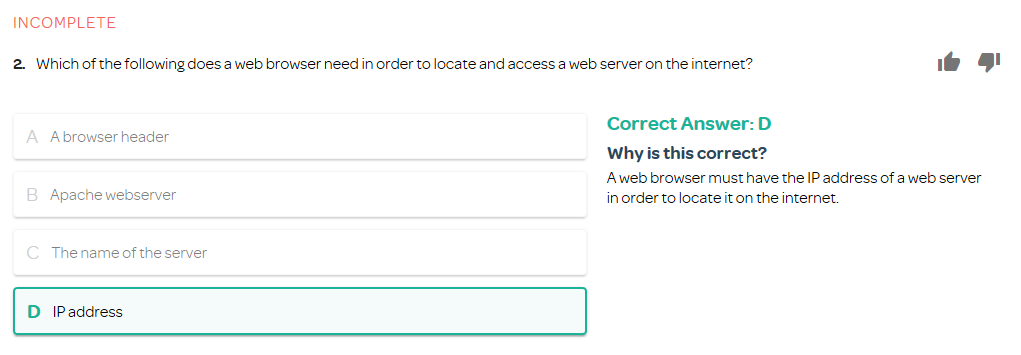 INCOMPLETE
2. Which of the following does a web browser need in order to locate and access a web server on the internet?
A A browser header
B Apache webserver
C The name of the server
D IP address
Correct Answer: D
Why is this correct?
A web browser must have the IP address of a web server
in order to locate it on the internet.